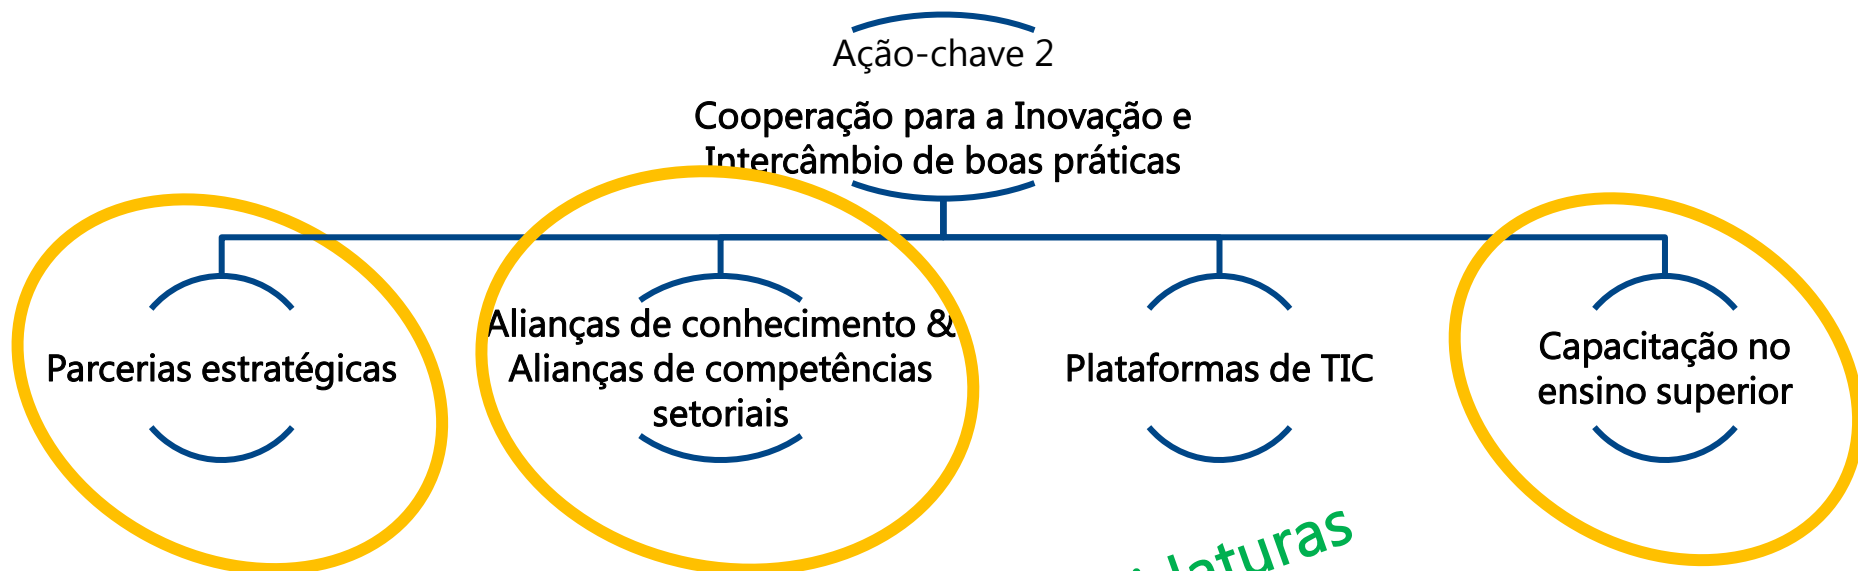 Ação-chave 2
Cooperação para a Inovação e
Intercâmbio de boas práticas
Parcerias estratégicas
Alianças de conhecimento &
Alianças de competências
setoriais
Plataformas de TIC
Capacitação no
ensino superior